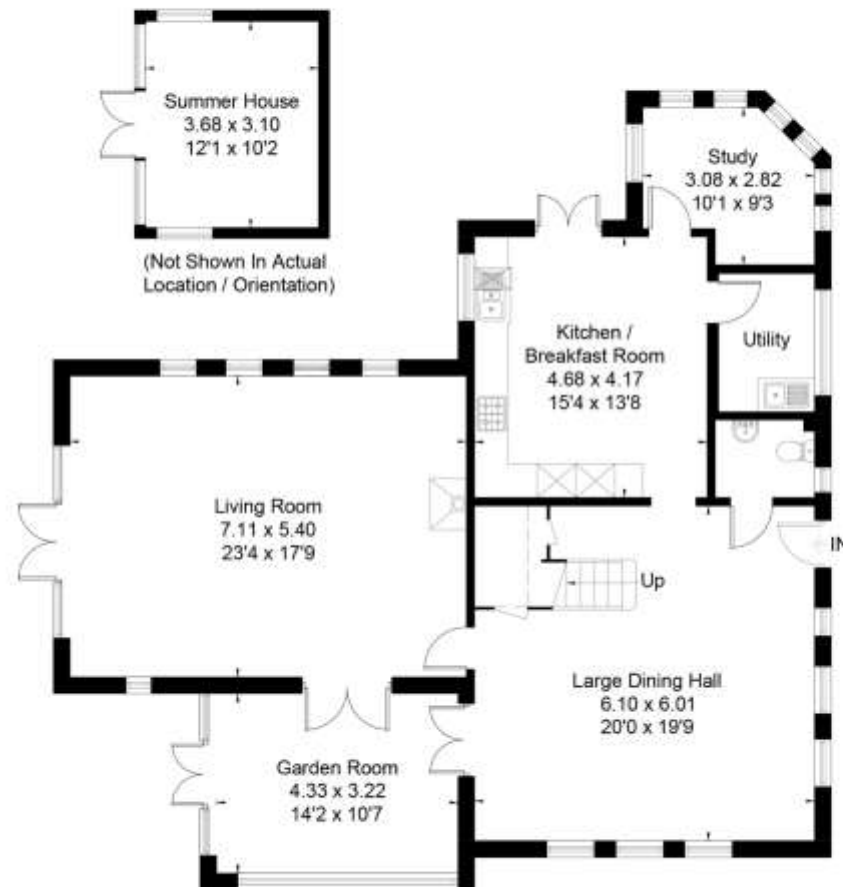 Summer House
3.68 x 3.10
12'1 x 10'2
(Not Shown In Actual
Location / Orientation)
Study
3.08 x 2.82
10'1 x 9'3
Kitchen /
Breakfast Room
4.68 x 4.17
15'4 x 13'8
Utility
Living Room
7.11 x 5.40
23'4 x 17'9
IN
Up
Large Dining Hall
6.10 x 6.01
20'0 x 19'9
Garden Room
4.33 x 3.22
14'2 x 10'7